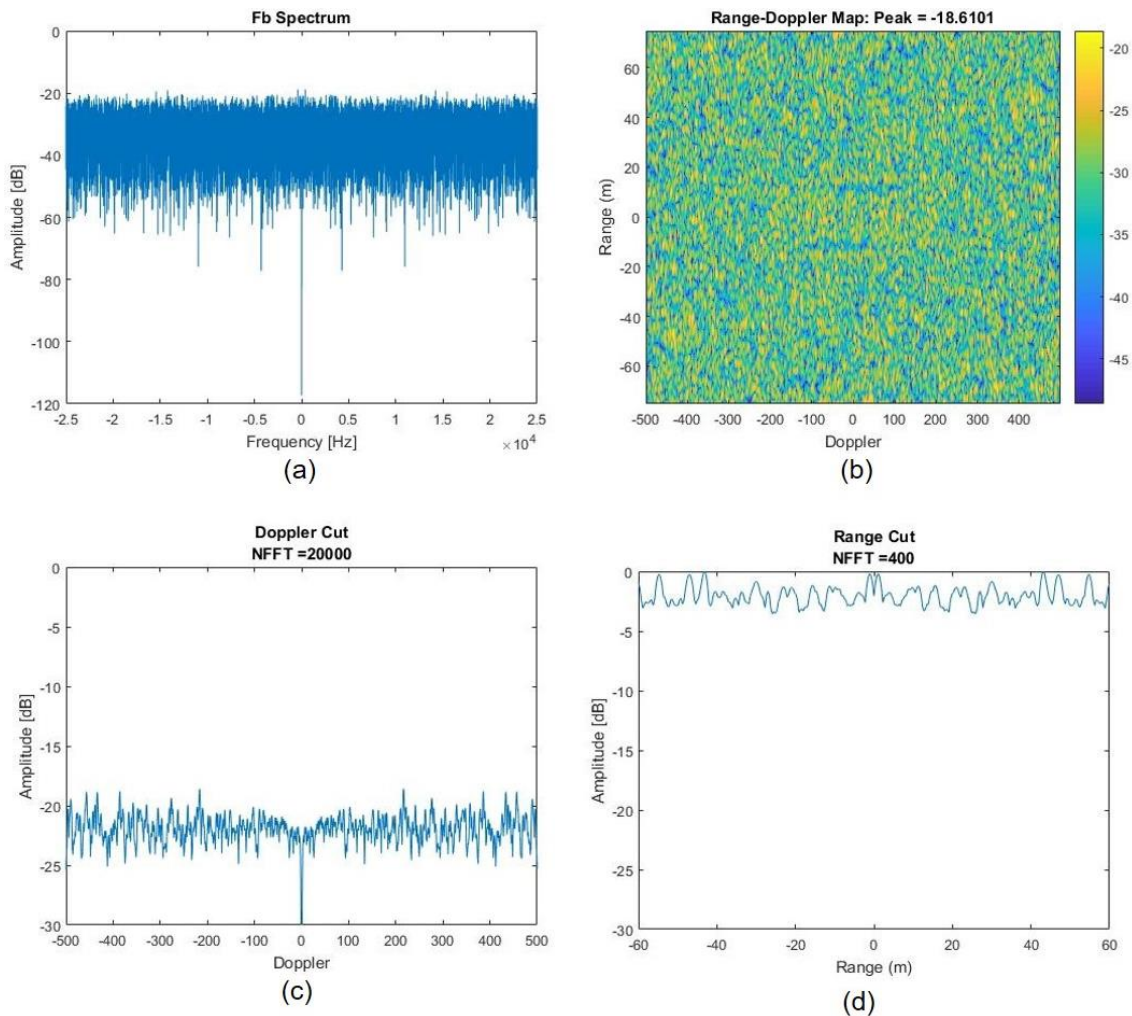 Fb Spectrum
0
-20
-40
-60
-80
-100
-120
Amplitude [dB]
-2.5 -2 -1.5 -1 -0.5 0 0.5 1 1.5 2 2.5
Frequency [Hz] ×10⁴
(a)
Range-Doppler Map: Peak = -18.6101
60
40
20
0
-20
-40
-60
Range (m)
-500 -400 -300 -200 -100 0 100 200 300 400
Doppler
-20
-25
-30
-35
-40
-45
(b)
Doppler Cut
NFFT =20000
0
-5
-10
-15
-20
-25
-30
Amplitude [dB]
-500 -400 -300 -200 -100 0 100 200 300 400 500
Doppler
(c)
Range Cut
NFFT =400
0
-5
-10
-15
-20
-25
-30
Amplitude [dB]
-60 -40 -20 0 20 40 60
Range (m)
(d)